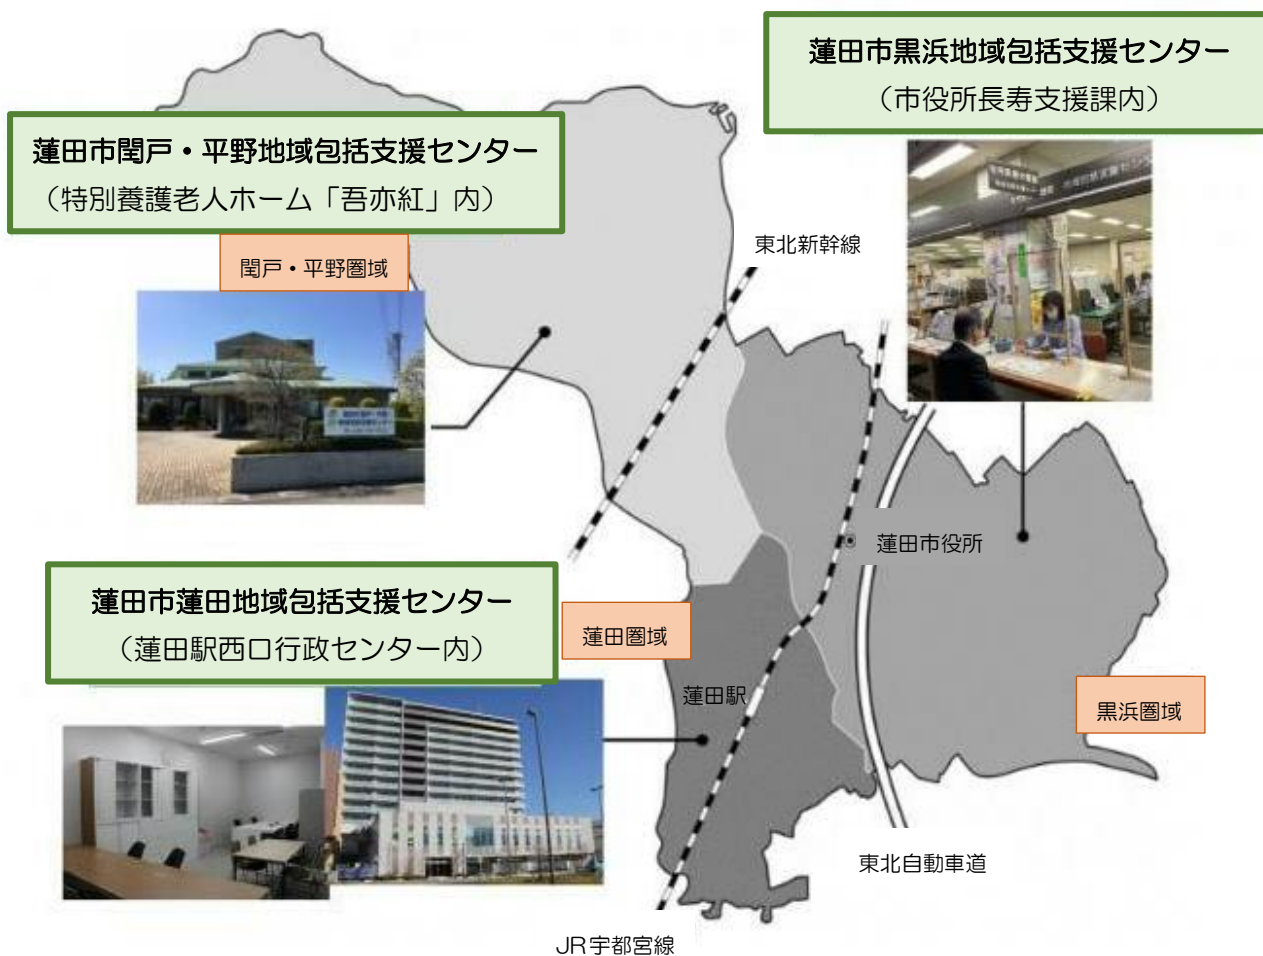 蓮田市黒浜地域包括支援センター
（市役所長寿支援課内）
蓮田市閏戸・平野地域包括支援センター
（特別養護老人ホーム「吾亦紅」内）
閏戸・平野圏域
東北新幹線
蓮田市役所
蓮田市蓮田地域包括支援センター
（蓮田駅西口行政センター内）
蓮田圏域
蓮田駅
黒浜圏域
東北自動車道
JR宇都宮線